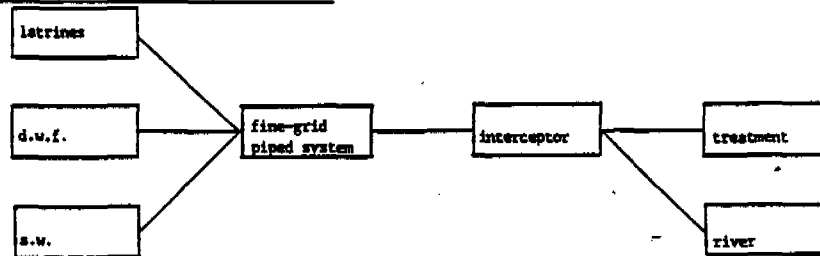 latrines
d.w.f.
fine-grid
piped system
interceptor
treatment
s.w.
river